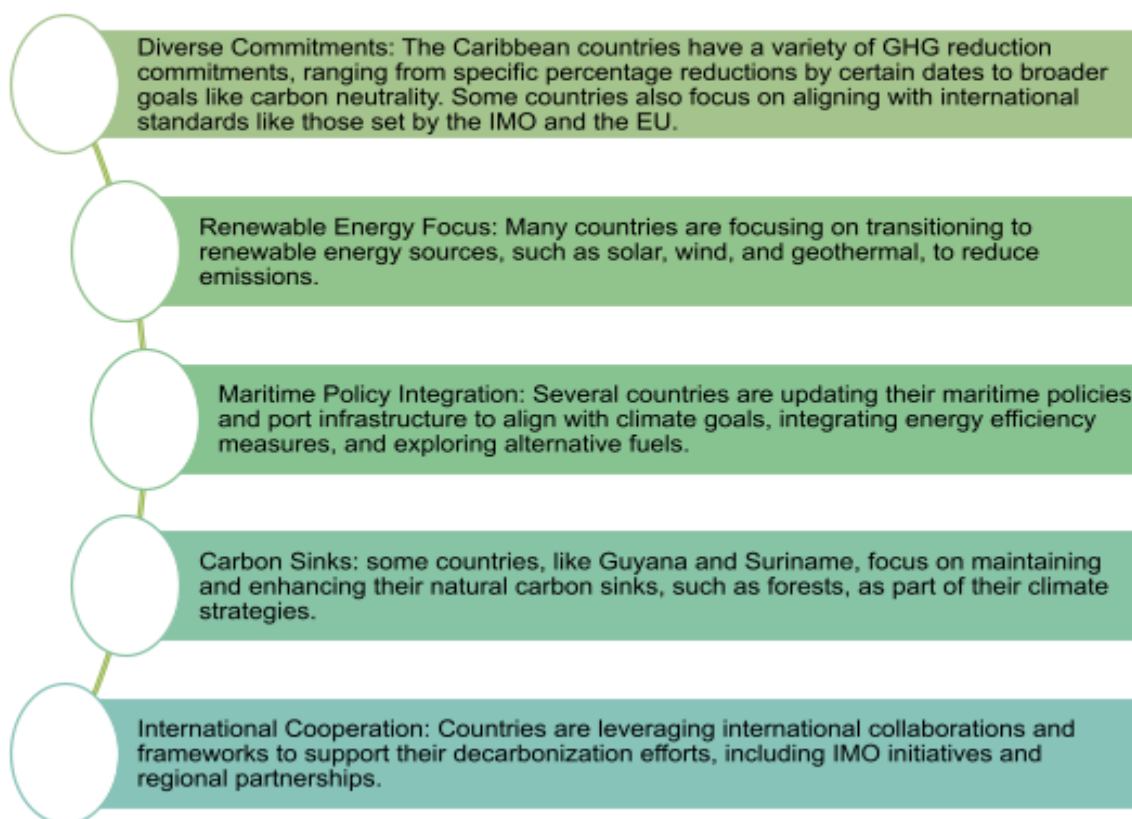 Diverse Commitments: The Caribbean countries have a variety of GHG reduction
commitments, ranging from specific percentage reductions by certain dates to broader
goals like carbon neutrality. Some countries also focus on aligning with international
standards like those set by the IMO and the EU.
Renewable Energy Focus: Many countries are focusing on transitioning to
renewable energy sources, such as solar, wind, and geothermal, to reduce
emissions.
Maritime Policy Integration: Several countries are updating their maritime policies
and port infrastructure to align with climate goals, integrating energy efficiency
measures, and exploring alternative fuels.
Carbon Sinks: some countries, like Guyana and Suriname, focus on maintaining
and enhancing their natural carbon sinks, such as forests, as part of their climate
strategies.
International Cooperation: Countries are leveraging international collaborations and
frameworks to support their decarbonization efforts, including IMO initiatives and
regional partnerships.